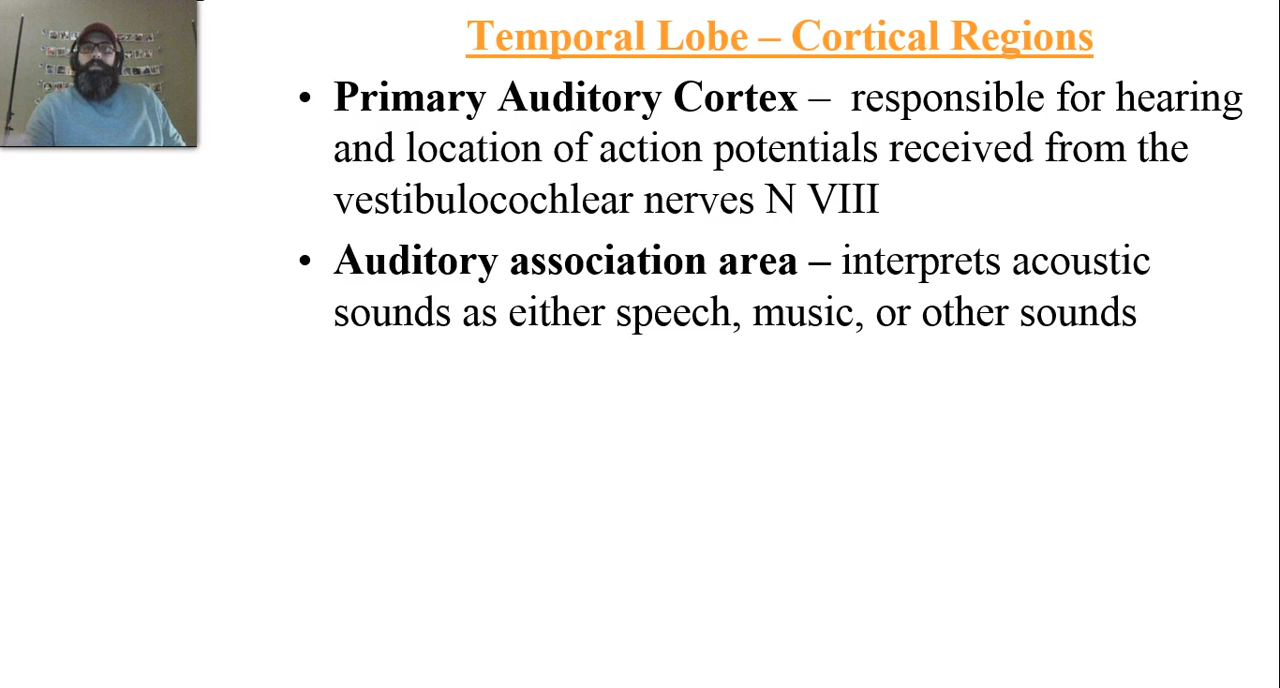 Temporal Lobe – Cortical Regions
• Primary Auditory Cortex – responsible for hearing
and location of action potentials received from the
vestibulocochlear nerves N VIII
• Auditory association area – interprets acoustic
sounds as either speech, music, or other sounds